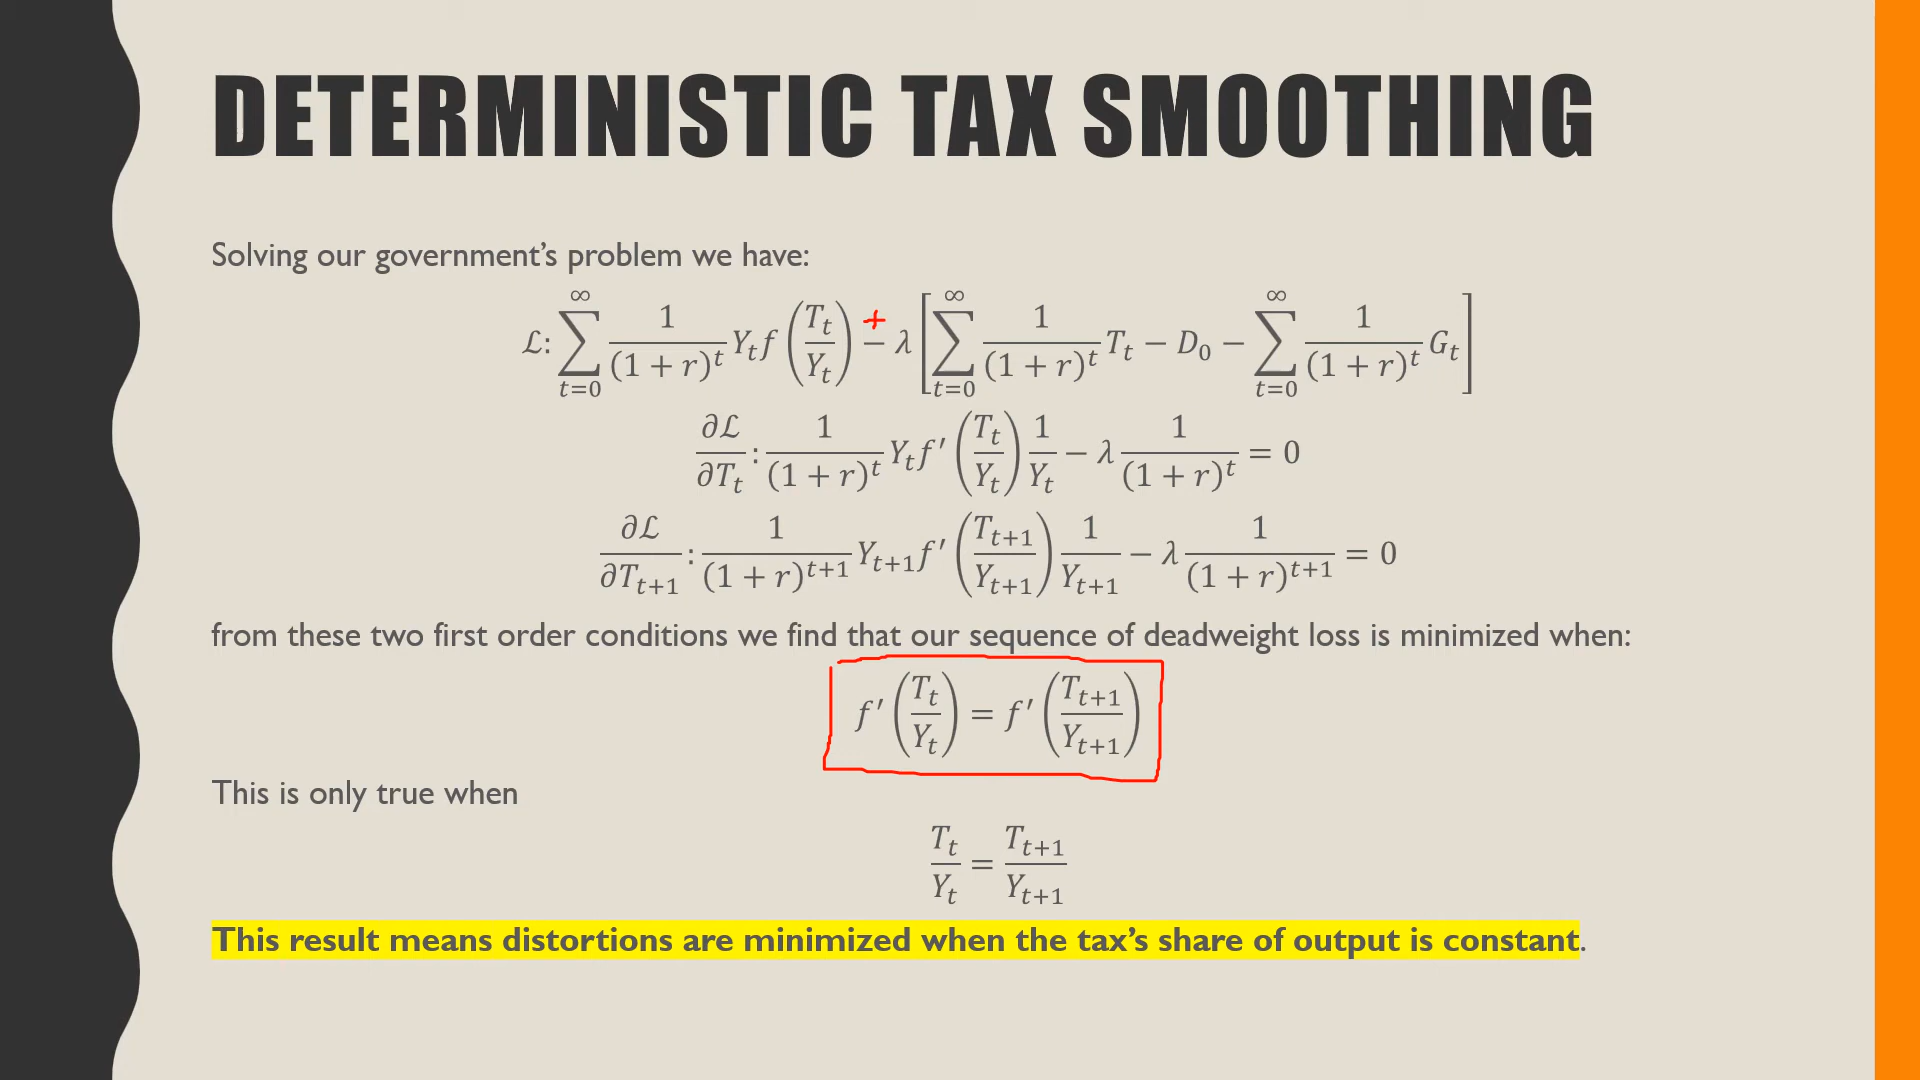 DETERMINISTIC TAX SMOOTHING
Solving our government’s problem we have:
ℒ: ∑_{t=0}^{∞} 1/(1 + r)^t Y_t f(T_t/Y_t) +− λ[∑_{t=0}^{∞} 1/(1 + r)^t T_t − D_0 − ∑_{t=0}^{∞} 1/(1 + r)^t G_t]
∂ℒ/∂T_t : 1/(1 + r)^t Y_t f′(T_t/Y_t) 1/Y_t − λ 1/(1 + r)^t = 0
∂ℒ/∂T_{t+1} : 1/(1 + r)^{t+1} Y_{t+1} f′(T_{t+1}/Y_{t+1}) 1/Y_{t+1} − λ 1/(1 + r)^{t+1} = 0
from these two first order conditions we find that our sequence of deadweight loss is minimized when:
f′(T_t/Y_t) = f′(T_{t+1}/Y_{t+1})
This is only true when
T_t/Y_t = T_{t+1}/Y_{t+1}
This result means distortions are minimized when the tax’s share of output is constant.